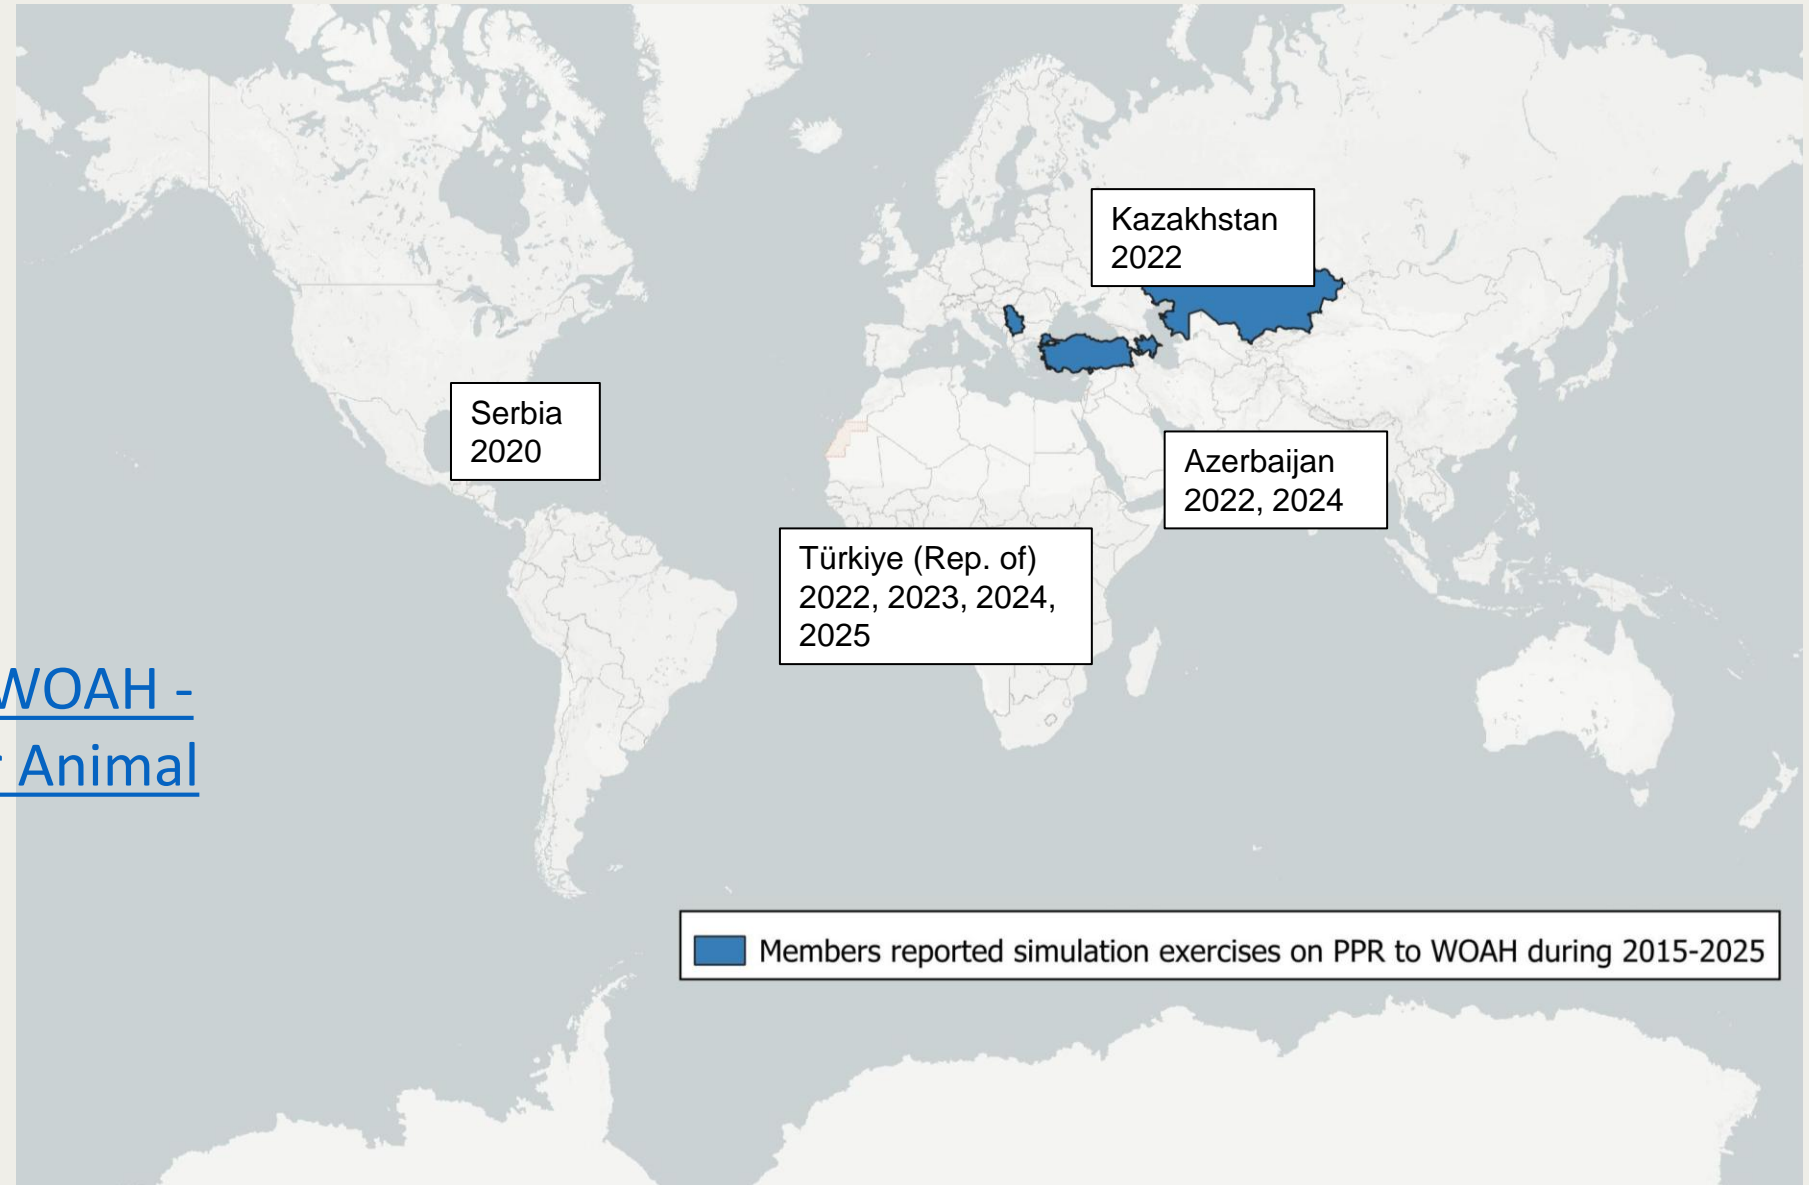 Kazakhstan
2022
Serbia
2020
Azerbaijan
2022, 2024
Türkiye (Rep. of)
2022, 2023, 2024,
2025
WOAH -
Animal
Members reported simulation exercises on PPR to WOAH during 2015-2025